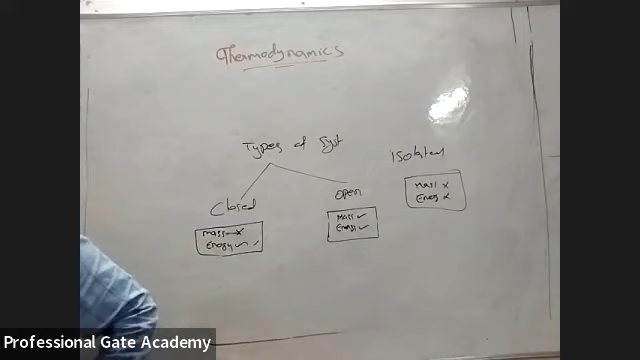 Thermodynamics
Types of Syst
Isolated
Mass ×
Energy ×
Closed
Mass ×
Energy ✓ ✓
Open
Mass ✓
Energy ✓
Professional Gate Academy